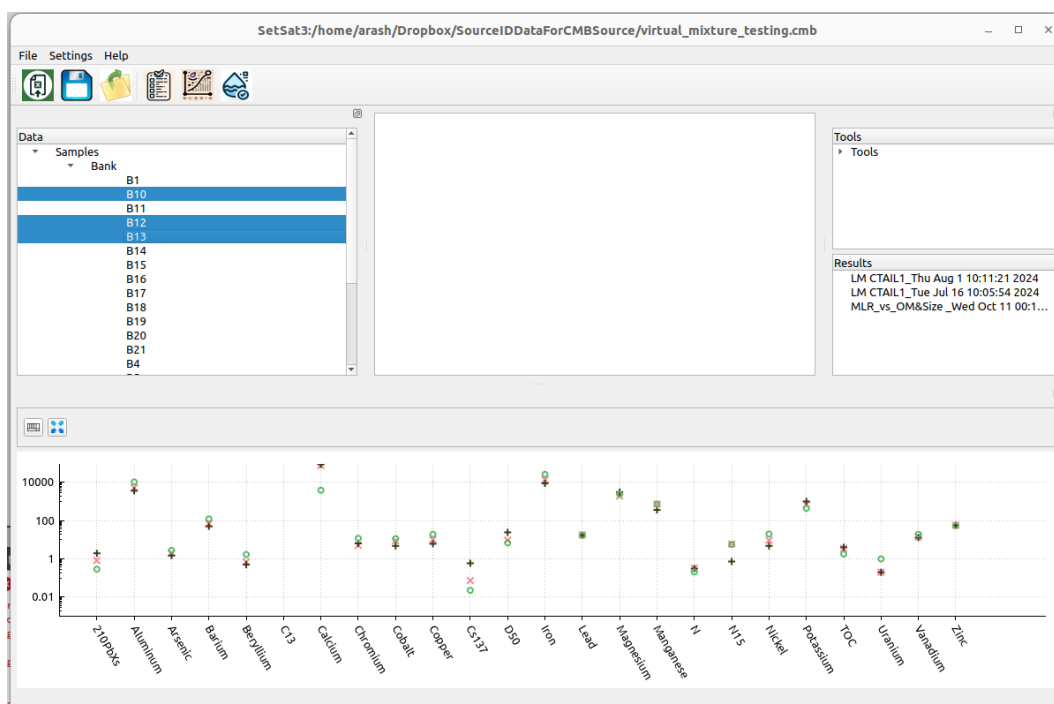 SetSat3:/home/arash/Dropbox/SourceIDDataForCMBSource/virtual_mixture_testing.cmb
File Settings Help
Data
Samples
Bank
B1
B10
B11
B12
B13
B14
B15
B16
B17
B18
B19
B20
B21
B4
Tools
Tools
Results
LM CTAIL1_Thu Aug 1 10:11:21 2024
LM CTAIL1_Tue Jul 16 10:05:54 2024
MLR_vs_OM&Size _Wed Oct 11 00:1...
10000
100
1
0.01
210PbXs
Aluminum
Arsenic
Barium
Beryllium
C13
Calcium
Chromium
Cobalt
Copper
Cs137
D50
Iron
Lead
Magnesium
Manganese
N
N15
Nickel
Potassium
TOC
Uranium
Vanadium
Zinc